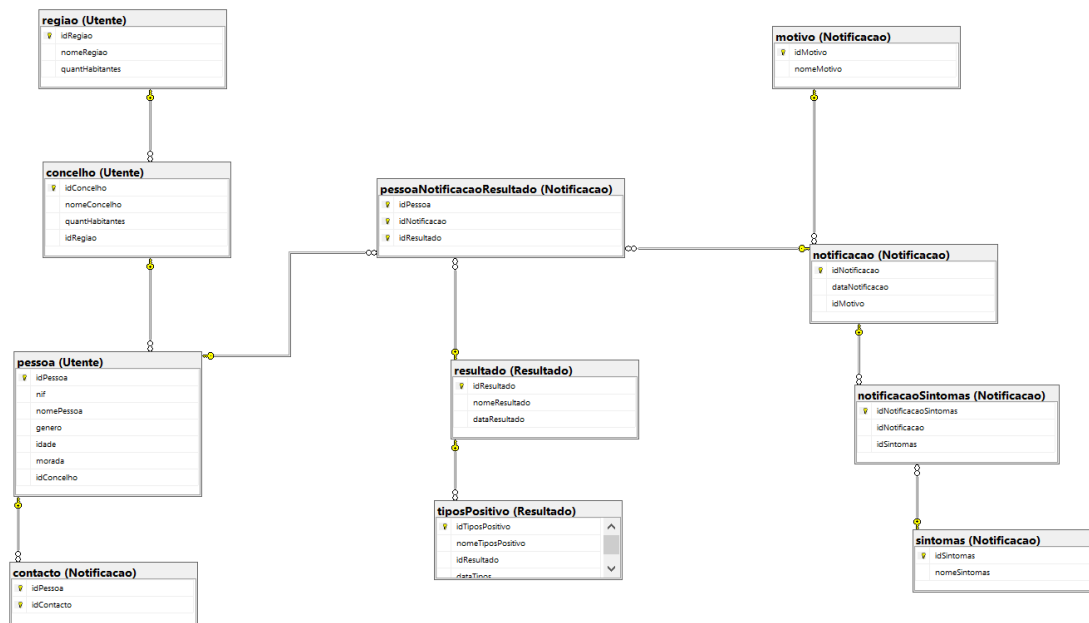 regiao (Utente)
idRegiao
nomeRegiao
quantHabitantes
motivo (Notificacao)
idMotivo
nomeMotivo
concelho (Utente)
idConcelho
nomeConcelho
quantHabitantes
idRegiao
pessoaNotificacaoResultado (Notificacao)
idPessoa
idNotificacao
idResultado
notificacao (Notificacao)
idNotificacao
dataNotificacao
idMotivo
pessoa (Utente)
idPessoa
nif
nomePessoa
genero
idade
morada
idConcelho
resultado (Resultado)
idResultado
nomeResultado
dataResultado
notificacaoSintomas (Notificacao)
idNotificacaoSintomas
idNotificacao
idSintomas
tiposPositivo (Resultado)
idTiposPositivo
nomeTiposPositivo
idResultado
dataTipos
sintomas (Notificacao)
idSintomas
nomeSintomas
contacto (Notificacao)
idPessoa
idContacto